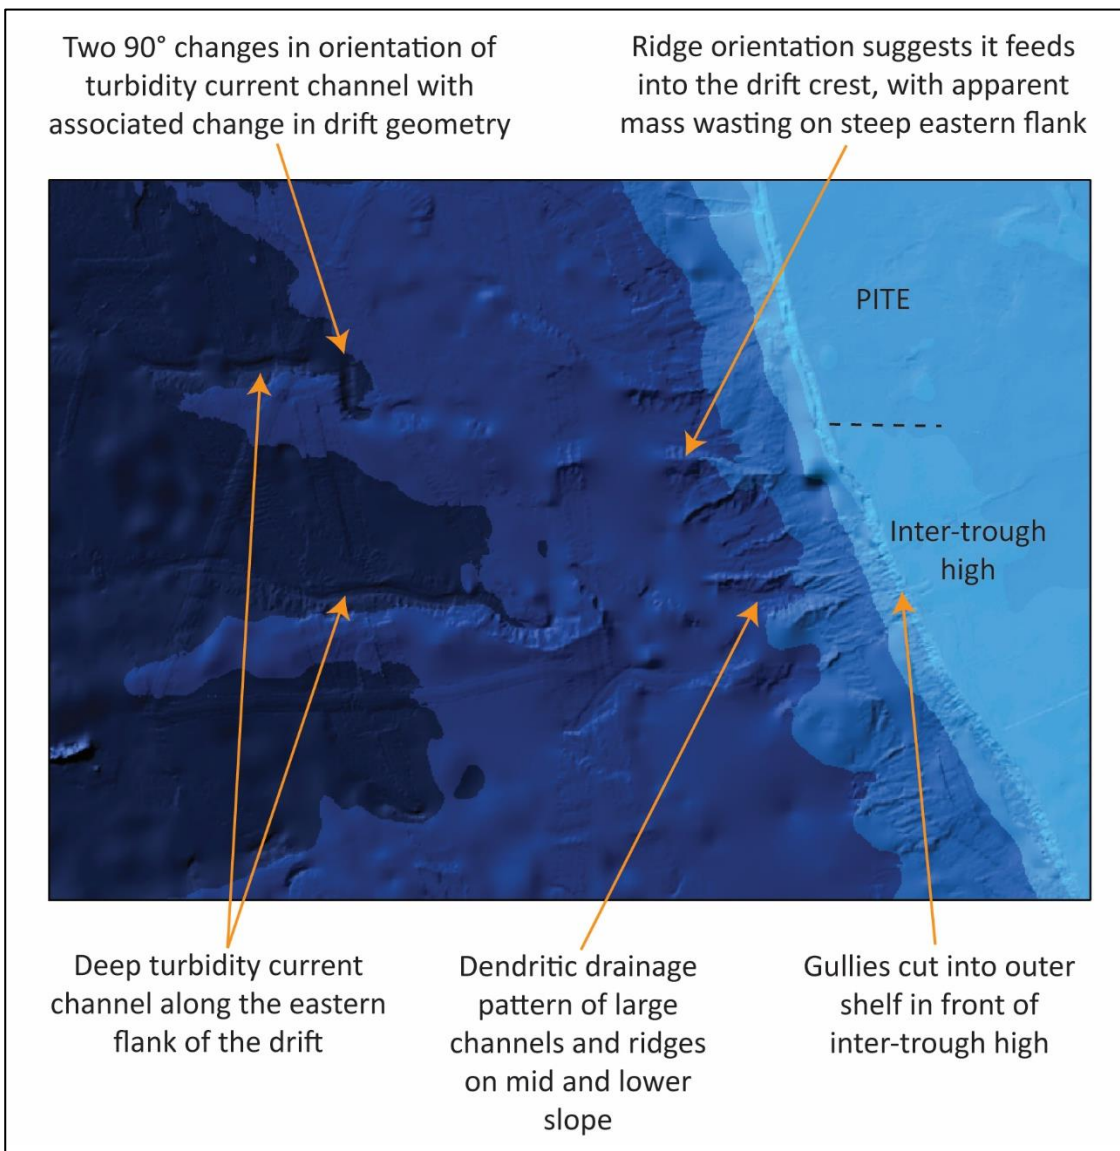 Two 90° changes in orientation of
turbidity current channel with
associated change in drift geometry
Ridge orientation suggests it feeds
into the drift crest, with apparent
mass wasting on steep eastern flank
PITE
Inter-trough
high
Deep turbidity current
channel along the eastern
flank of the drift
Dendritic drainage
pattern of large
channels and ridges
on mid and lower
slope
Gullies cut into outer
shelf in front of
inter-trough high